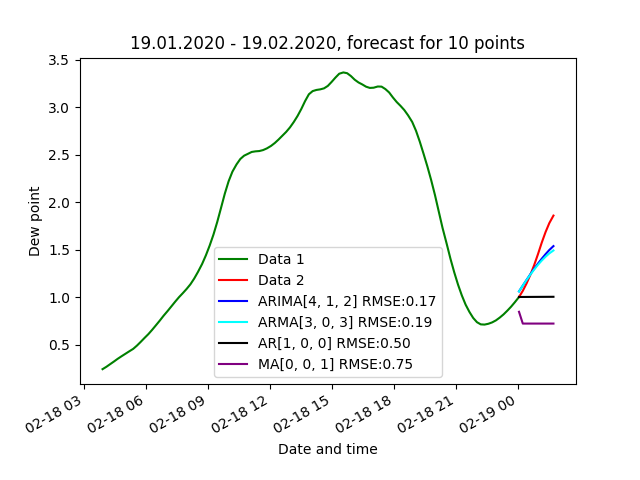 19.01.2020 - 19.02.2020, forecast for 10 points
3.5
3.0
2.5
2.0
1.5
1.0
0.5
Dew point
Data 1
Data 2
ARIMA[4, 1, 2] RMSE:0.17
ARMA[3, 0, 3] RMSE:0.19
AR[1, 0, 0] RMSE:0.50
MA[0, 0, 1] RMSE:0.75
02-18 03
02-18 06
02-18 09
02-18 12
02-18 15
02-18 18
02-18 21
02-19 00
Date and time